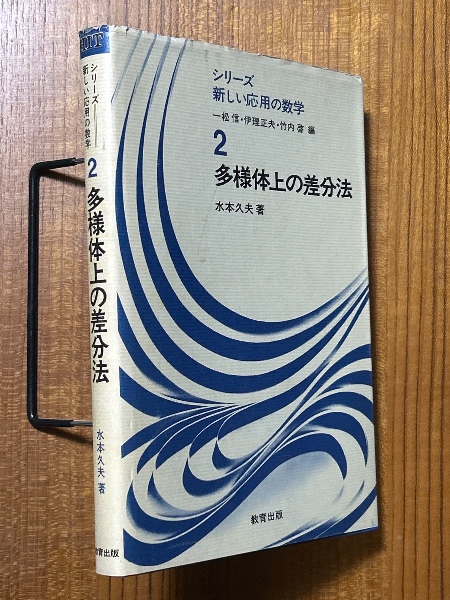 シリーズ
新しい応用の数学
一松 信・伊理正夫・竹内 啓 編
2
多様体上の差分法
水本久夫 著
教育出版
UT
シリーズ
新しい応用の数学
2
多様体上の差分法
水本久夫 著
教育出版